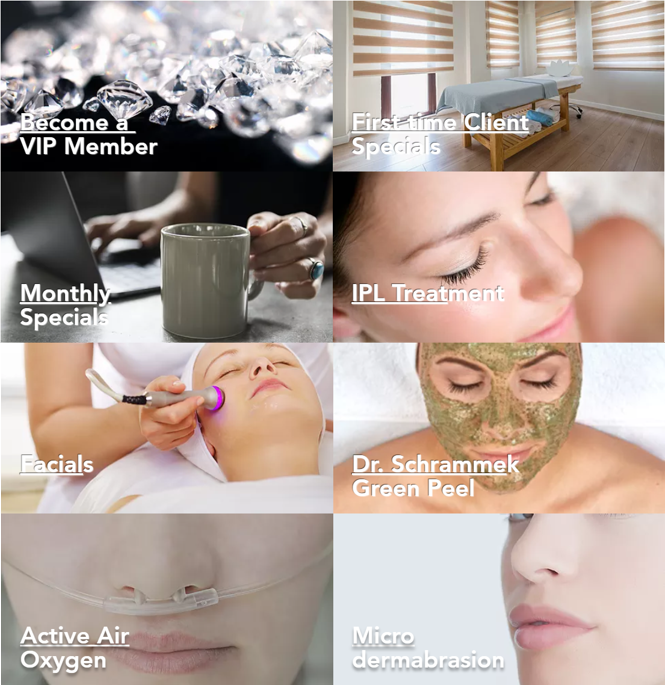 Become a
VIP Member
First time Client
Specials
Monthly
Specials
IPL Treatment
Facials
Dr. Schrammek
Green Peel
Active Air
Oxygen
Micro
dermabrasion